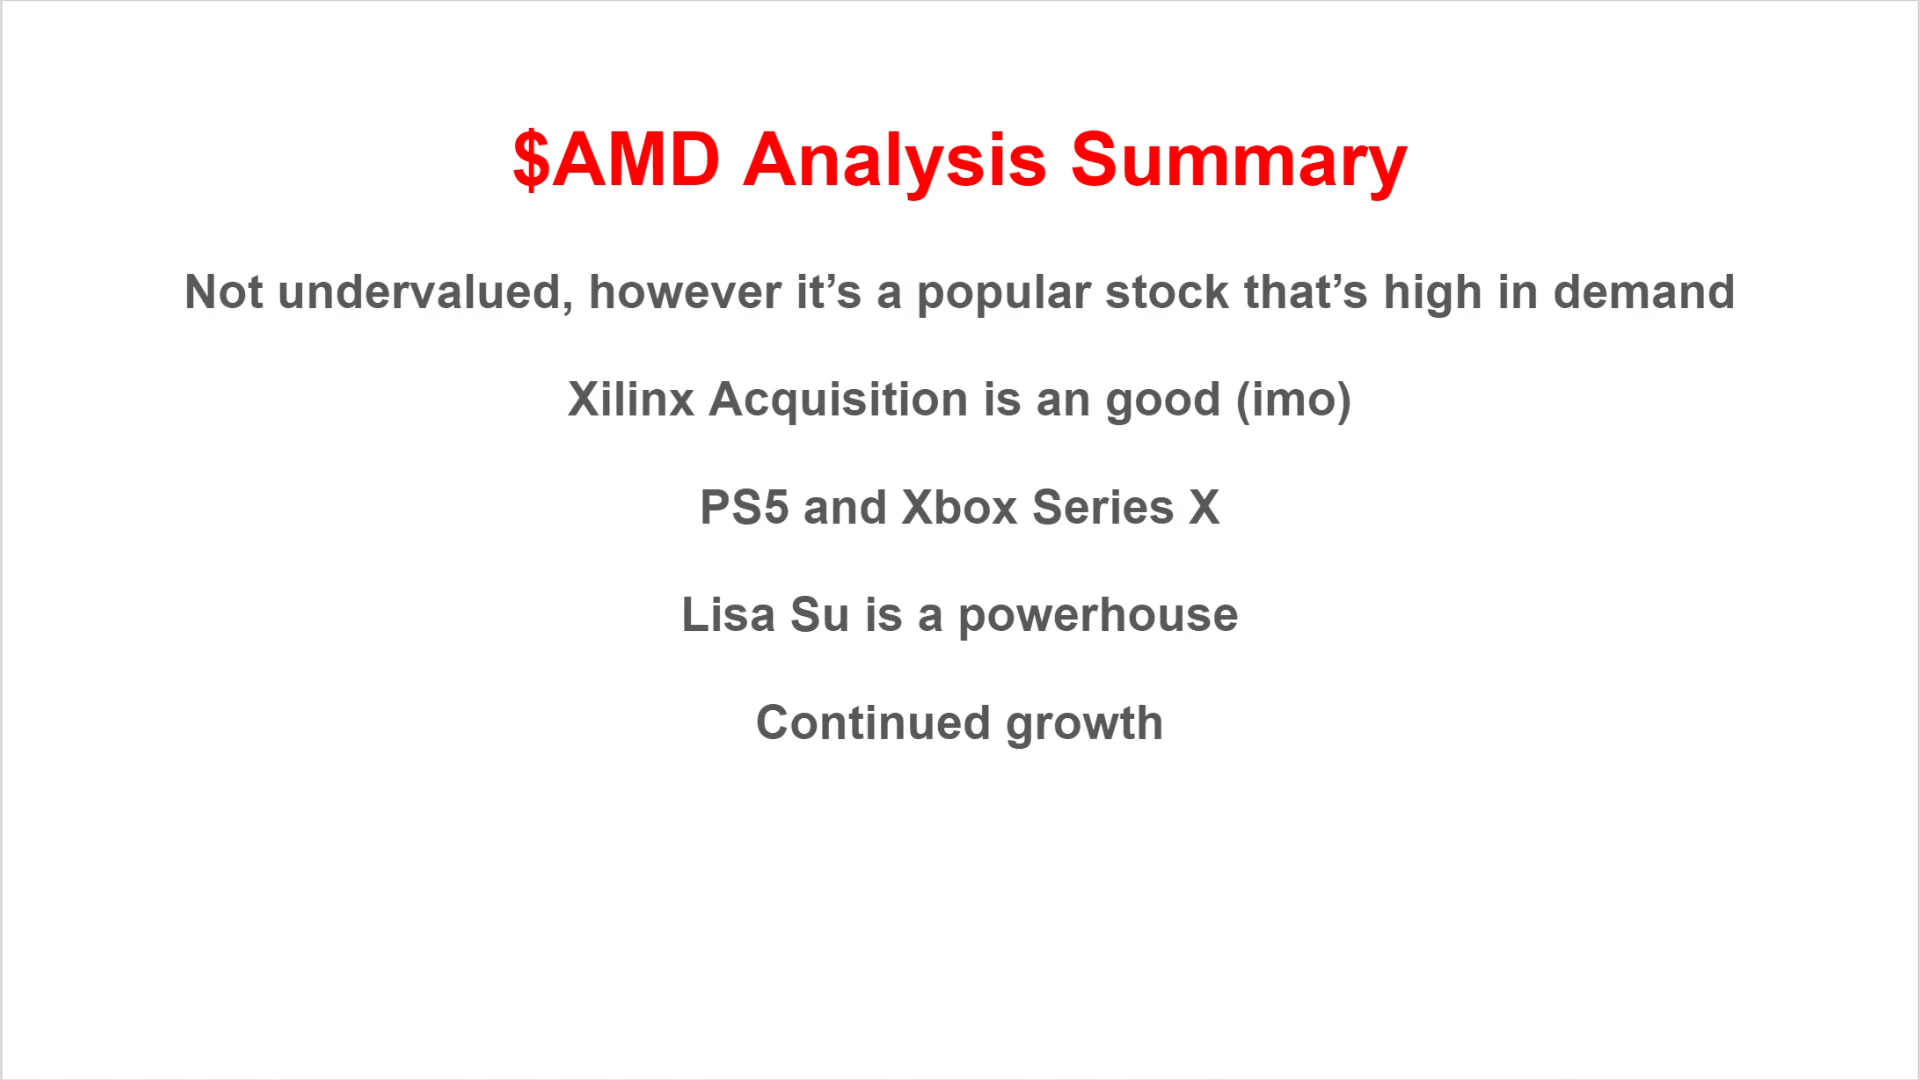 $AMD Analysis Summary
Not undervalued, however it’s a popular stock that’s high in demand
Xilinx Acquisition is an good (imo)
PS5 and Xbox Series X
Lisa Su is a powerhouse
Continued growth